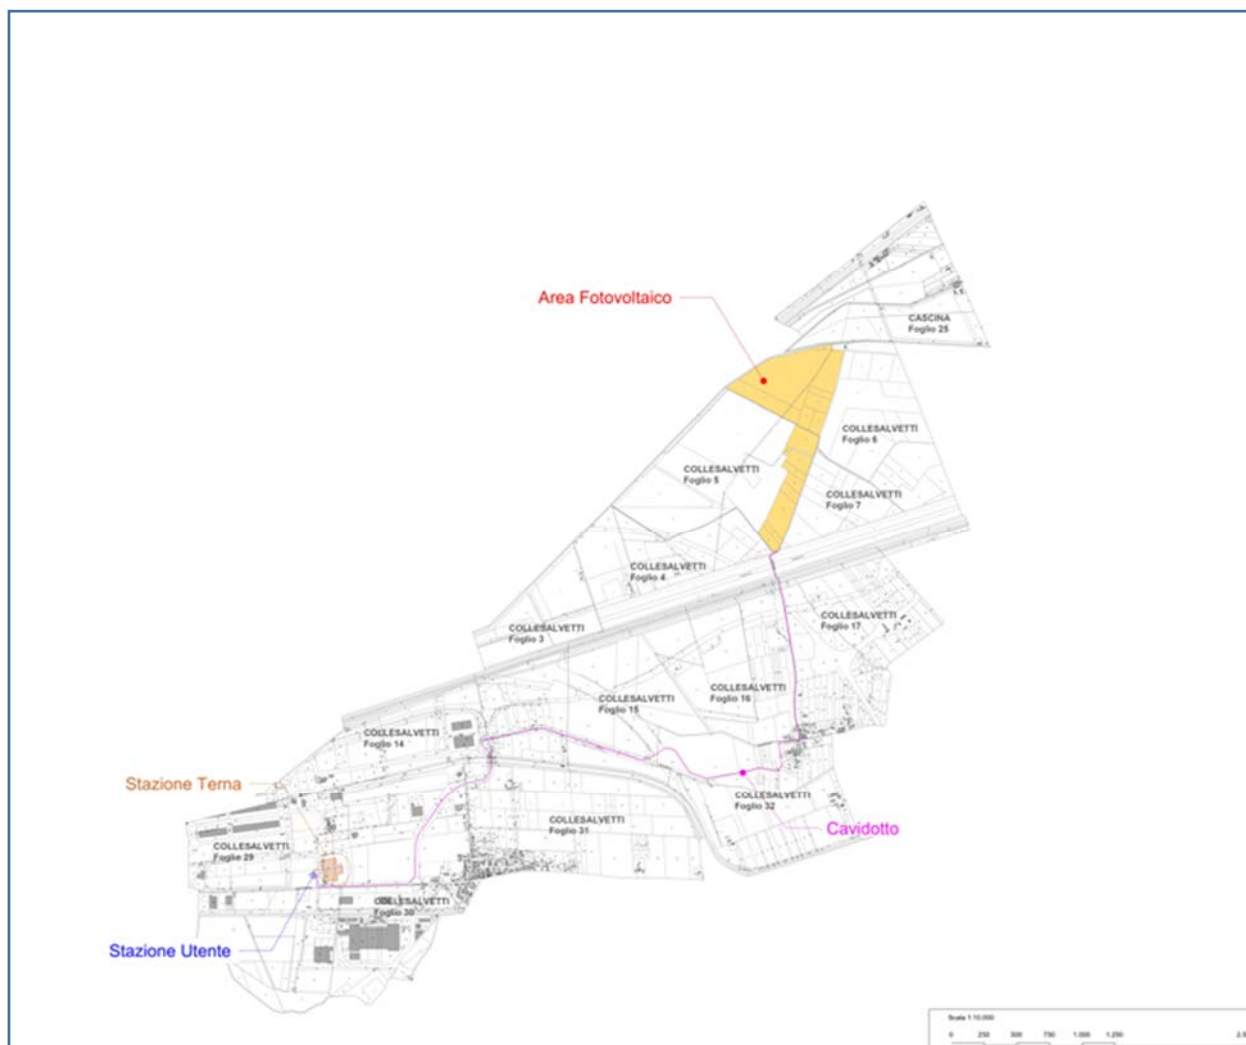 Area Fotovoltaico
CASCINA
Foglio 25
COLLESALVETTI
Foglio 6
COLLESALVETTI
Foglio 5
COLLESALVETTI
Foglio 7
COLLESALVETTI
Foglio 4
COLLESALVETTI
Foglio 3
COLLESALVETTI
Foglio 17
COLLESALVETTI
Foglio 16
COLLESALVETTI
Foglio 15
COLLESALVETTI
Foglio 14
Stazione Terna
COLLESALVETTI
Foglio 32
COLLESALVETTI
Foglio 31
Cavidotto
COLLESALVETTI
Foglio 29
COLLESALVETTI
Foglio 30
Stazione Utente
Scala 1:10.000
0 250 500 750 1.000 1.250